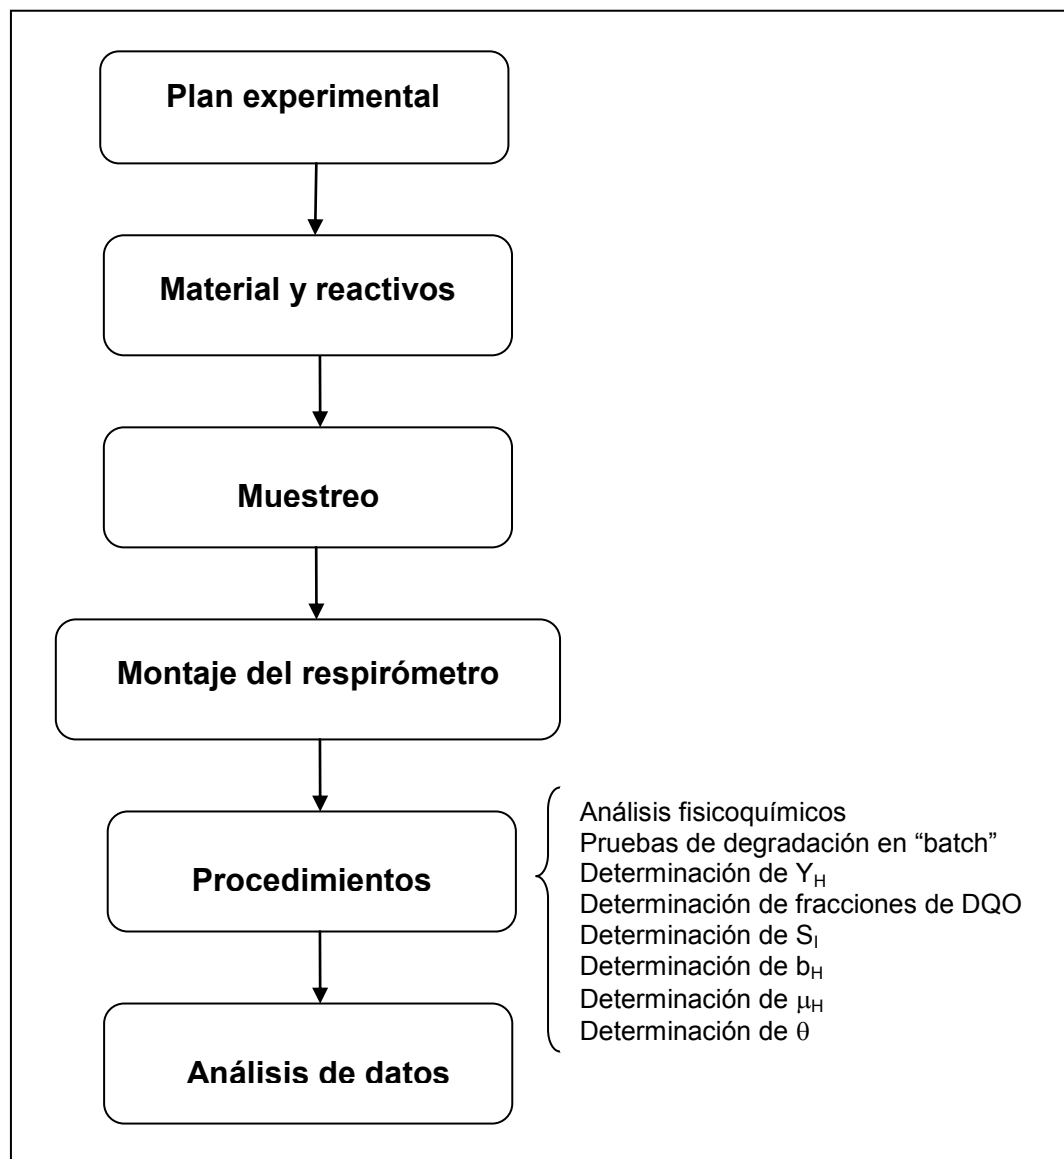 Plan experimental
Material y reactivos
Muestreo
Montaje del respirómetro
Procedimientos
Análisis fisicoquímicos
Pruebas de degradación en “batch”
Determinación de Y_H
Determinación de fracciones de DQO
Determinación de S_I
Determinación de b_H
Determinación de μ_H
Determinación de θ
Análisis de datos